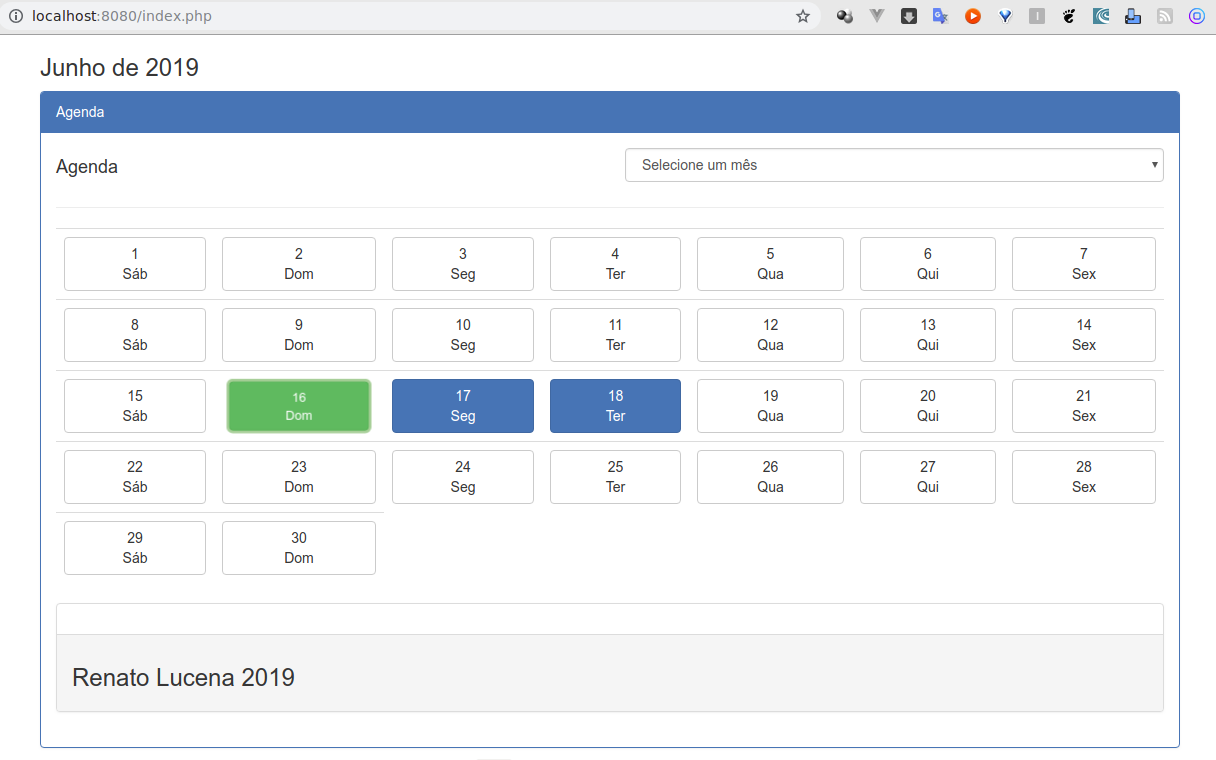 localhost:8080/index.php
Junho de 2019
Agenda
Agenda
Selecione um mês
1 2 3 4 5 6 7
Sáb Dom Seg Ter Qua Qui Sex
8 9 10 11 12 13 14
Sáb Dom Seg Ter Qua Qui Sex
15 16 17 18 19 20 21
Sáb Dom Seg Ter Qua Qui Sex
22 23 24 25 26 27 28
Sáb Dom Seg Ter Qua Qui Sex
29 30
Sáb Dom
Renato Lucena 2019